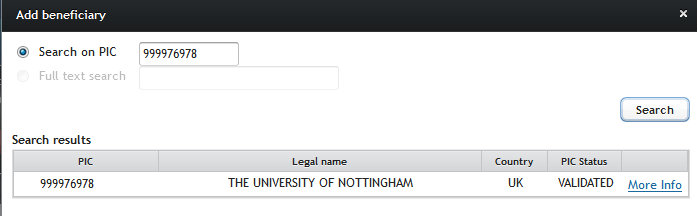 Add beneficiary ×
Search on PIC 999976978
Full text search
Search
Search results
PIC Legal name Country PIC Status
999976978 THE UNIVERSITY OF NOTTINGHAM UK VALIDATED More Info